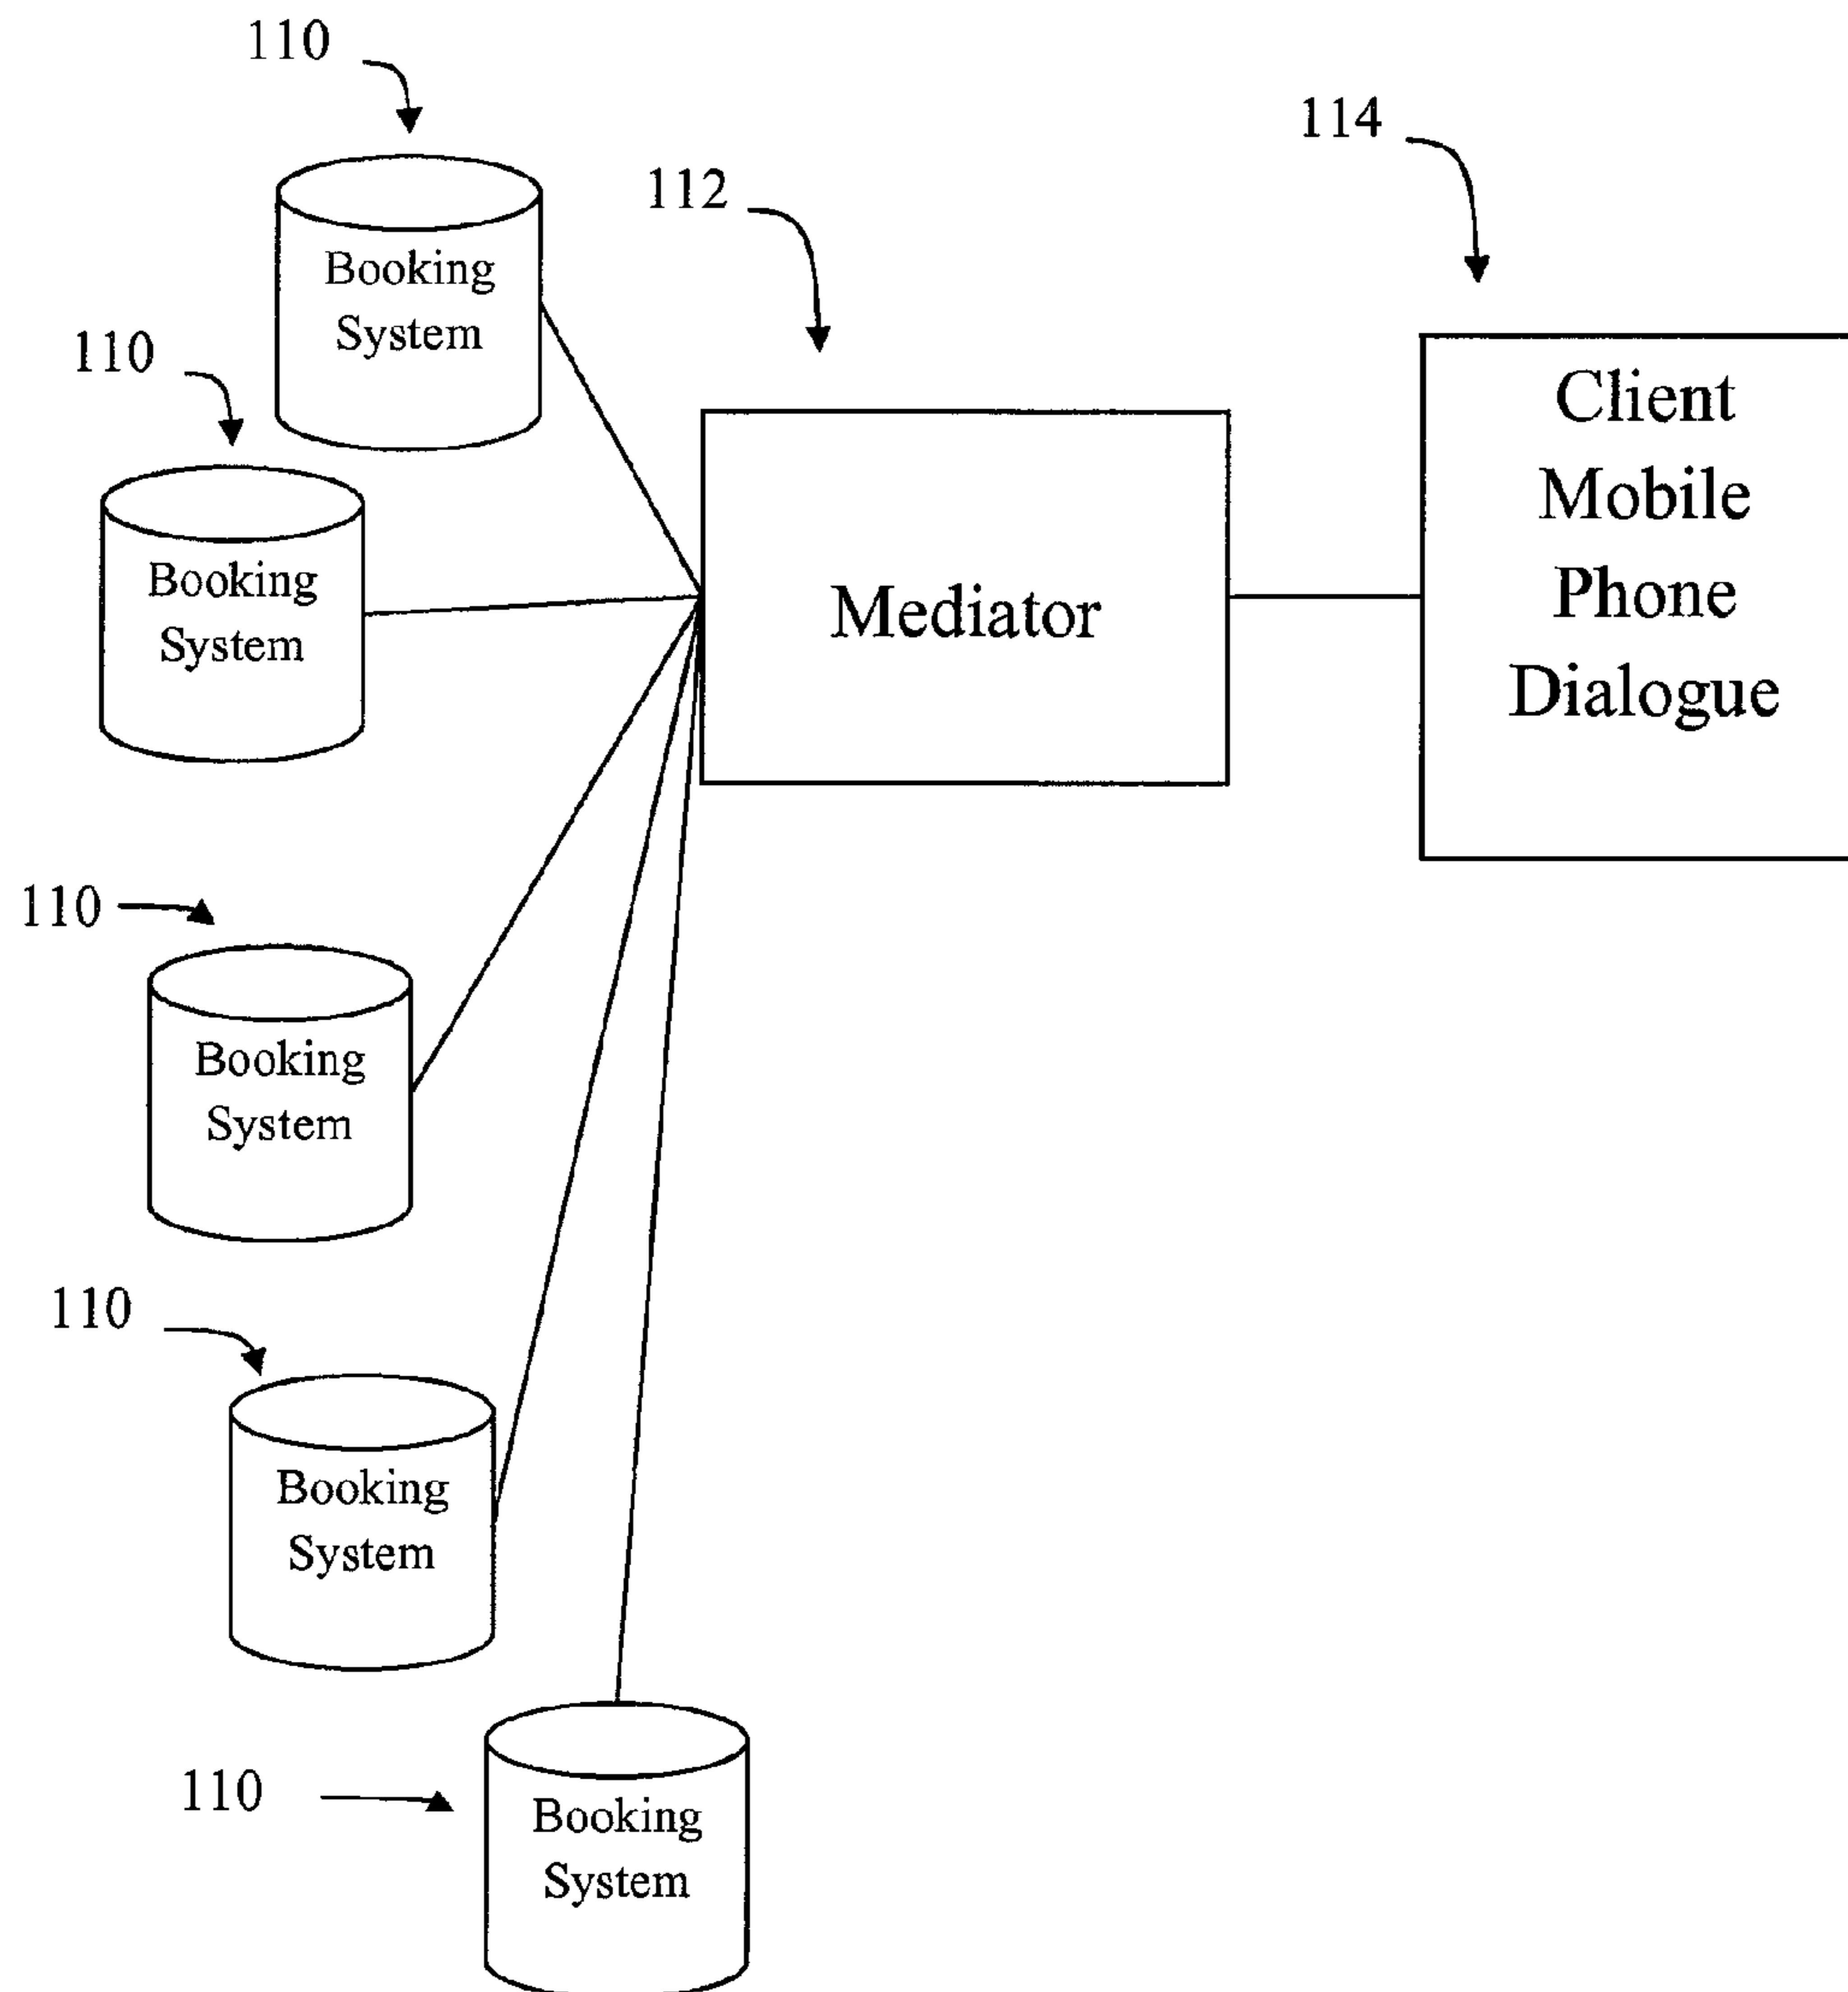 110
114
112
Booking
System
110
Client
Mobile
Phone
Dialogue
Booking
System
Mediator
110
Booking
System
110
Booking
System
110
Booking
System